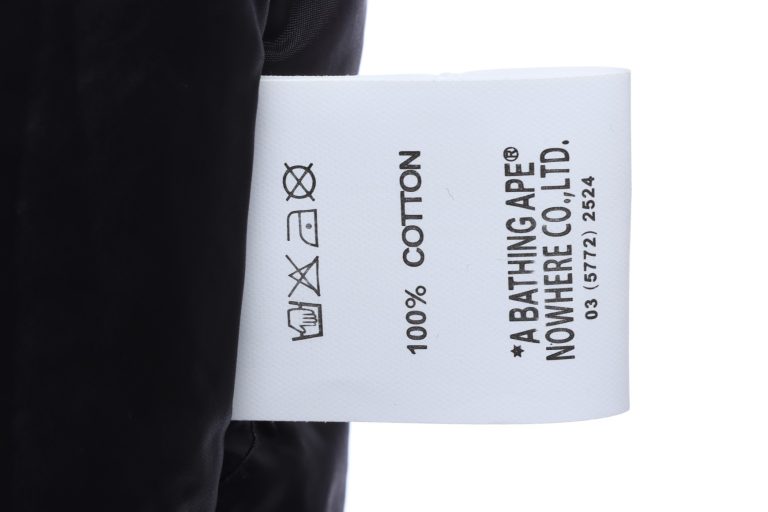 100% COTTON
*A BATHING APE®
NOWHERE CO.,LTD.
03 (5772) 2524